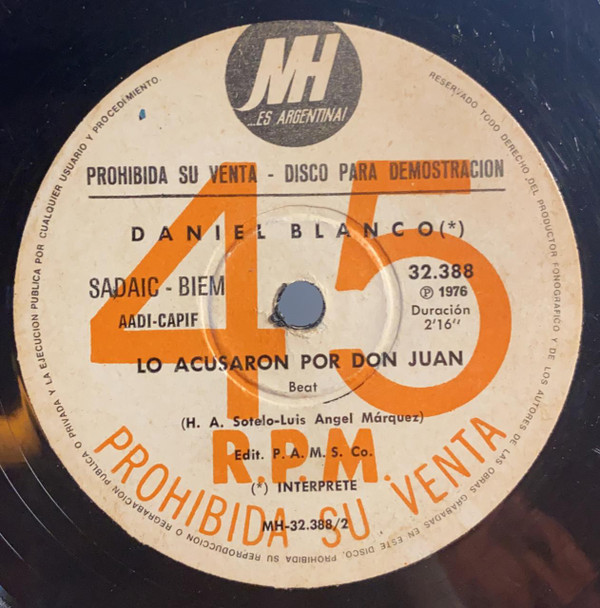 MH
...ES ARGENTINA!
PROHIBIDA SU VENTA - DISCO PARA DEMOSTRACION
DANIEL BLANCO(*)
SADAIC - BIEM
AADI-CAPIF
32.388
℗ 1976
Duración
2'16"
45
LO ACUSARON POR DON JUAN
Beat
(H. A. Sotelo-Luis Angel Márquez)
Edit. P. A. M. S. Co.
R.P.M.
(*) INTERPRETE
MH-32.388/2
PROHIBIDA SU VENTA
RESERVADO TODO DERECHO DEL PRODUCTOR FONOGRAFICO Y DE LOS AUTORES DE LAS OBRAS GRABADAS EN ESTE DISCO. PROHIBIDA SU REPRODUCCION O REGRABACION PUBLICA O PRIVADA Y LA EJECUCION PUBLICA POR CUALQUIER USUARIO Y PROCEDIMIENTO.